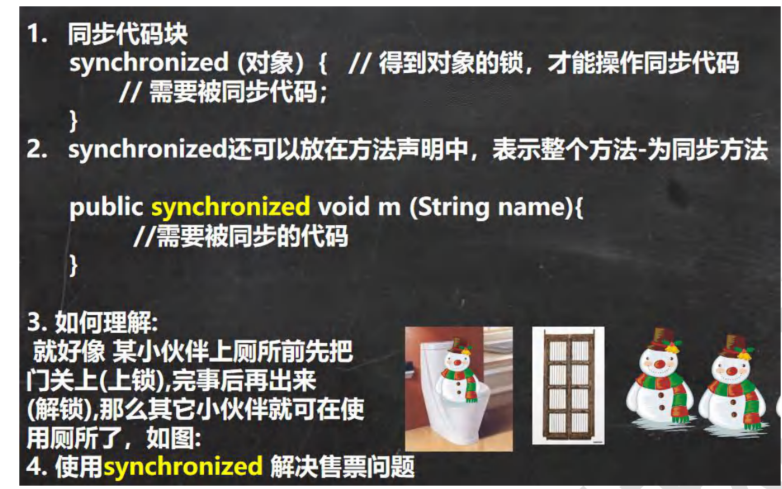 1. 同步代码块
synchronized (对象) { // 得到对象的锁，才能操作同步代码
// 需要被同步代码；
}
2. synchronized还可以放在方法声明中，表示整个方法-为同步方法
public synchronized void m (String name){
//需要被同步的代码
}
3. 如何理解:
就好像 某小伙伴上厕所前先把
门关上(上锁),完事后再出来
(解锁),那么其它小伙伴就可在使
用厕所了，如图:
4. 使用synchronized 解决售票问题